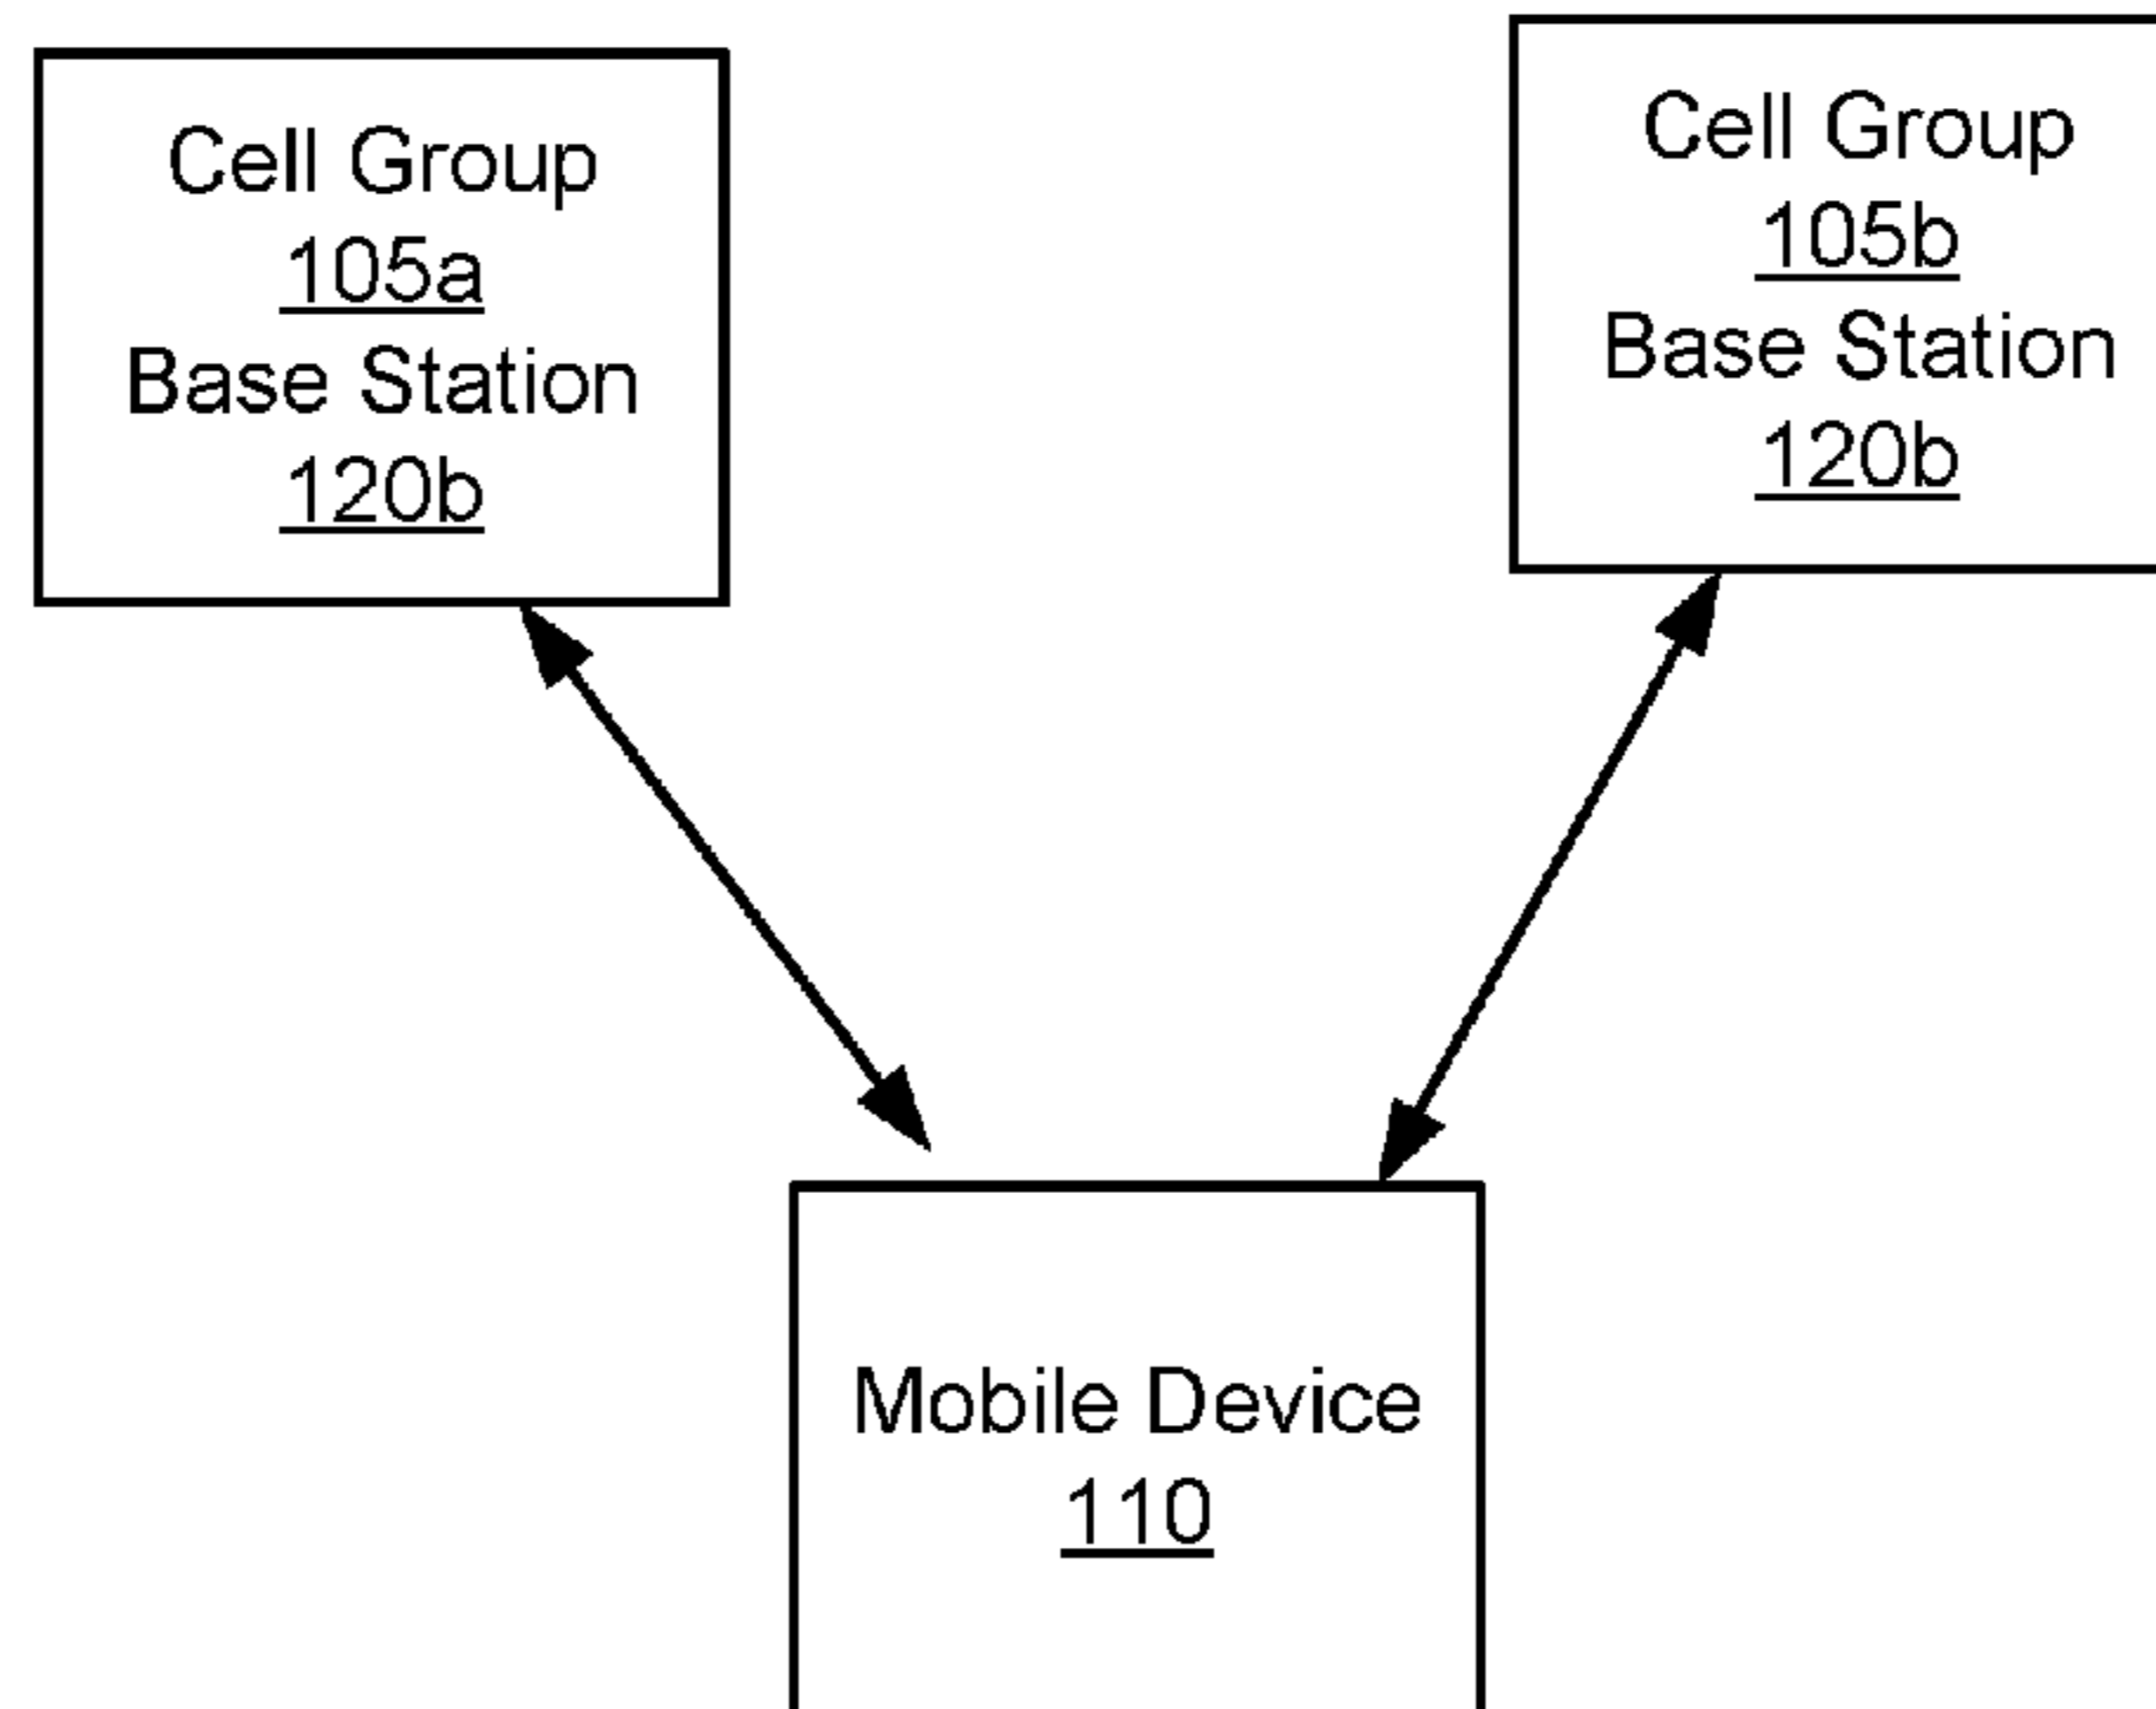 Cell Group
105a
Base Station
120b
Cell Group
105b
Base Station
120b
Mobile Device
110